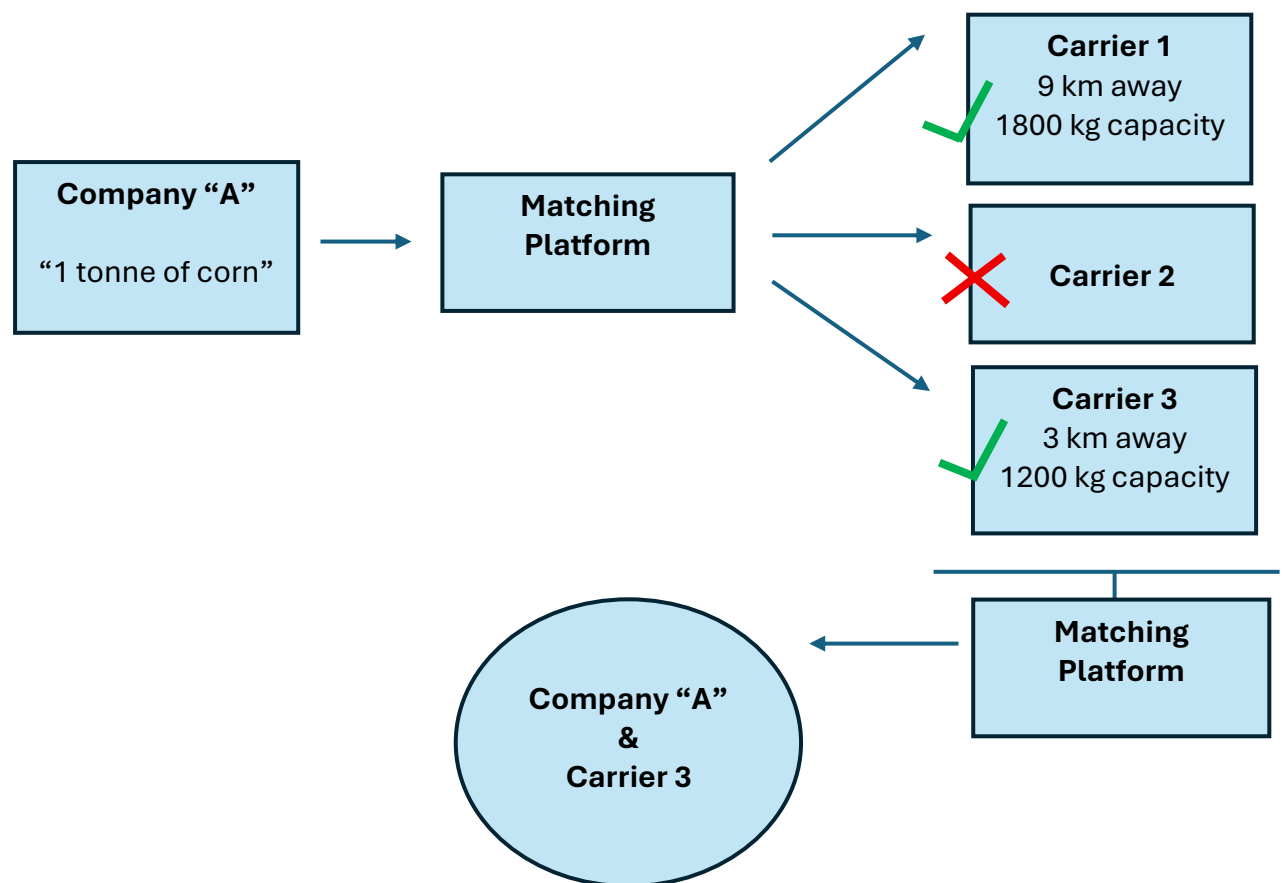 Company “A”
“1 tonne of corn”
Matching
Platform
Carrier 1
9 km away
1800 kg capacity
Carrier 2
Carrier 3
3 km away
1200 kg capacity
Matching
Platform
Company “A”
&
Carrier 3